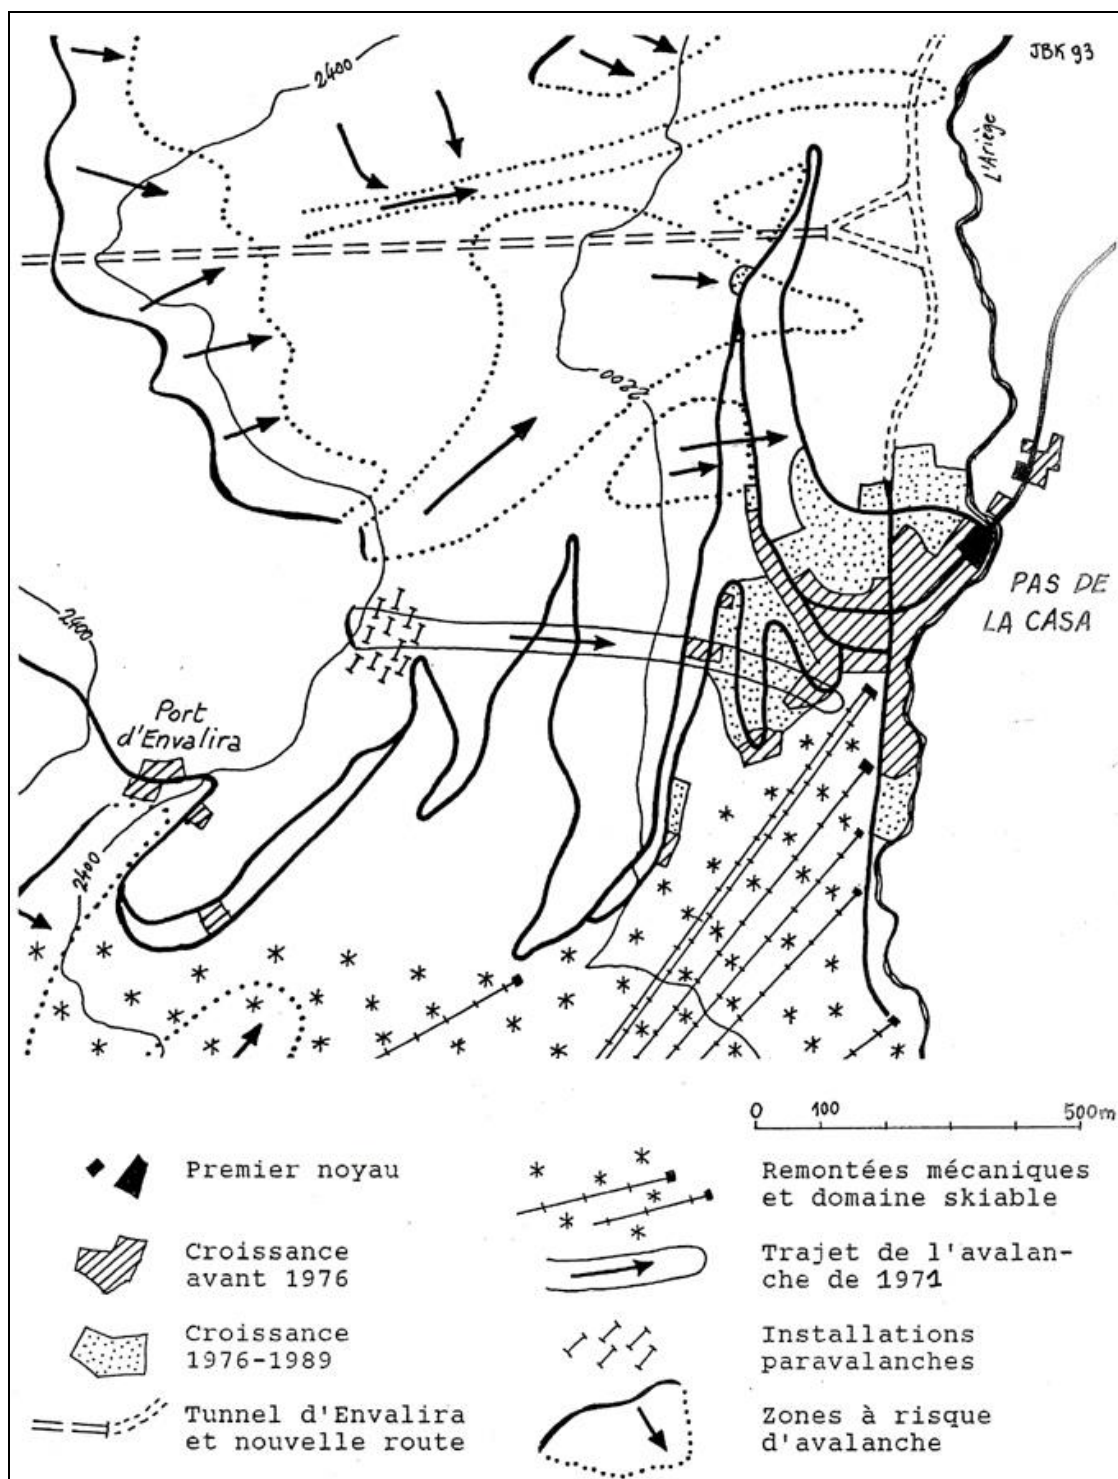 JBK 93
2400
L'Ariège
2200
PAS DE
LA CASA
2400
Port
d'Envalira
2400
0 100 500m
Premier noyau
Croissance
avant 1976
Croissance
1976-1989
Tunnel d'Envalira
et nouvelle route
Remontées mécaniques
et domaine skiable
Trajet de l'avalan-
che de 1971
Installations
paravalanches
Zones à risque
d'avalanche